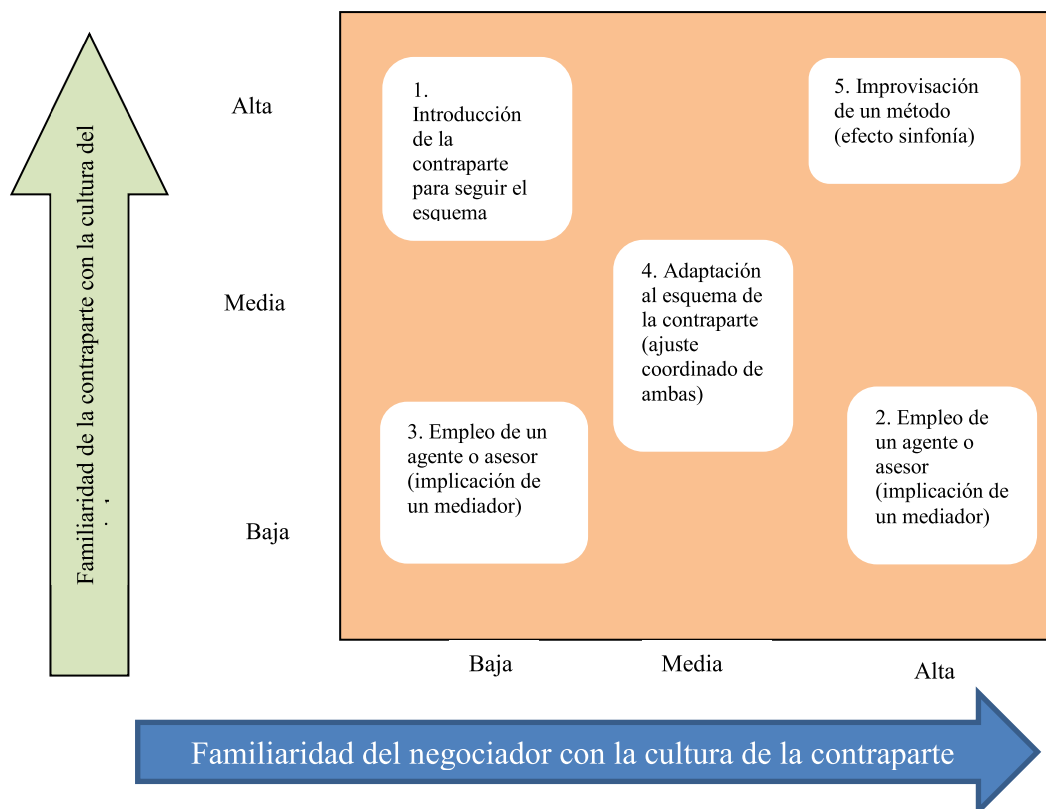 Familiaridad de la contraparte con la cultura del
Alta
Media
Baja
1.
Introducción
de la
contraparte
para seguir el
esquema
5. Improvisación
de un método
(efecto sinfonía)
4. Adaptación
al esquema de
la contraparte
(ajuste
coordinado de
ambas)
3. Empleo de un
agente o asesor
(implicación de
un mediador)
2. Empleo de
un agente o
asesor
(implicación de
un mediador)
Baja
Media
Alta
Familiaridad del negociador con la cultura de la contraparte